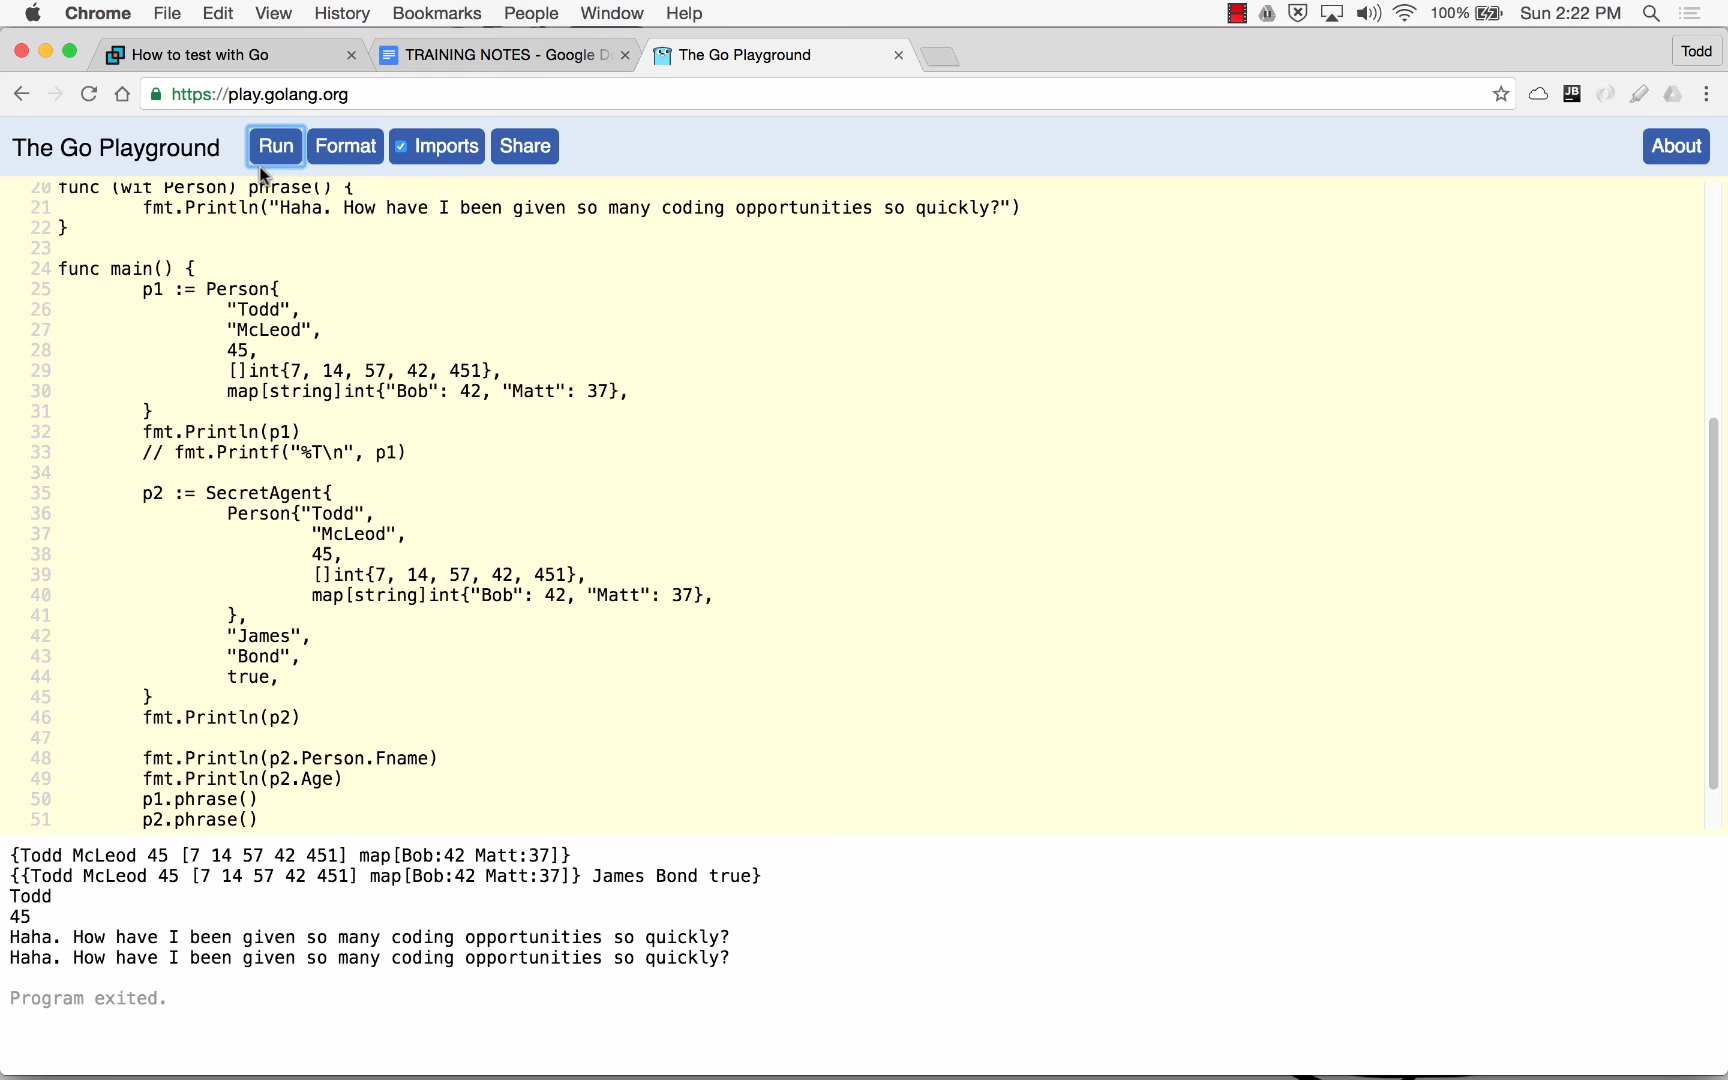 Chrome File Edit View History Bookmarks People Window Help 100% Sun 2:22 PM
How to test with Go TRAINING NOTES - Google D The Go Playground Todd
https://play.golang.org JB
The Go Playground Run Format Imports Share About
20 func (wit Person) phrase() {
21 fmt.Println("Haha. How have I been given so many coding opportunities so quickly?")
22 }
23
24 func main() {
25 p1 := Person{
26 "Todd",
27 "McLeod",
28 45,
29 []int{7, 14, 57, 42, 451},
30 map[string]int{"Bob": 42, "Matt": 37},
31 }
32 fmt.Println(p1)
33 // fmt.Printf("%T\n", p1)
34
35 p2 := SecretAgent{
36 Person{"Todd",
37 "McLeod",
38 45,
39 []int{7, 14, 57, 42, 451},
40 map[string]int{"Bob": 42, "Matt": 37},
41 },
42 "James",
43 "Bond",
44 true,
45 }
46 fmt.Println(p2)
47
48 fmt.Println(p2.Person.Fname)
49 fmt.Println(p2.Age)
50 p1.phrase()
51 p2.phrase()
{Todd McLeod 45 [7 14 57 42 451] map[Bob:42 Matt:37]}
{{Todd McLeod 45 [7 14 57 42 451] map[Bob:42 Matt:37]} James Bond true}
Todd
45
Haha. How have I been given so many coding opportunities so quickly?
Haha. How have I been given so many coding opportunities so quickly?
Program exited.